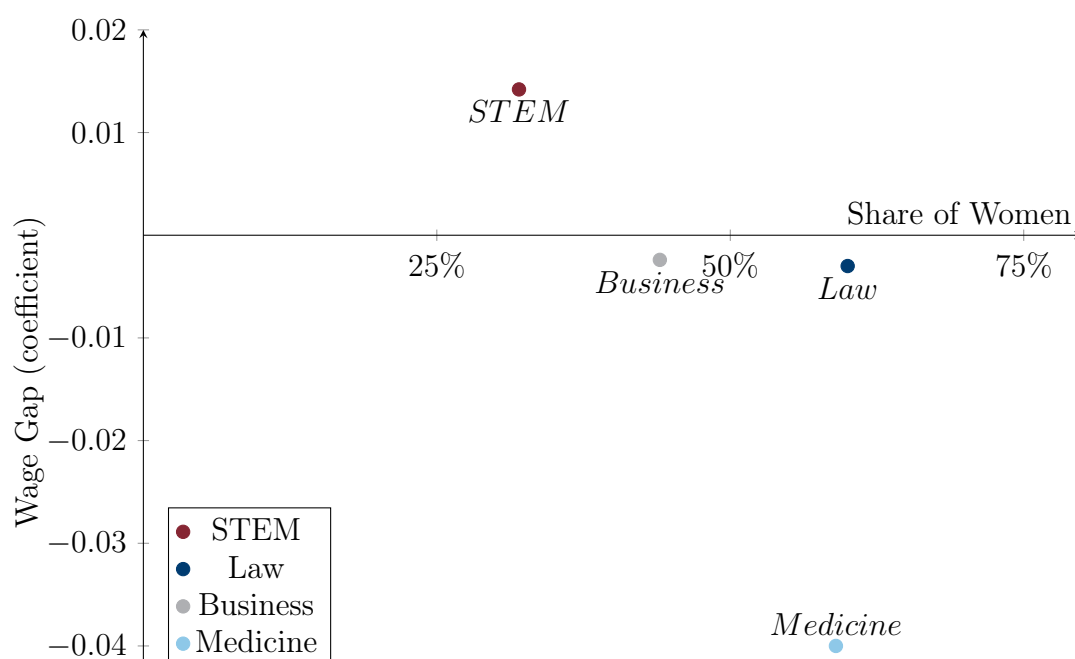 0.02
STEM
0.01
Share of Women
25%
50%
75%
Business
Law
Wage Gap (coefficient)
−0.01
−0.02
−0.03
−0.04
STEM
Law
Business
Medicine
Medicine